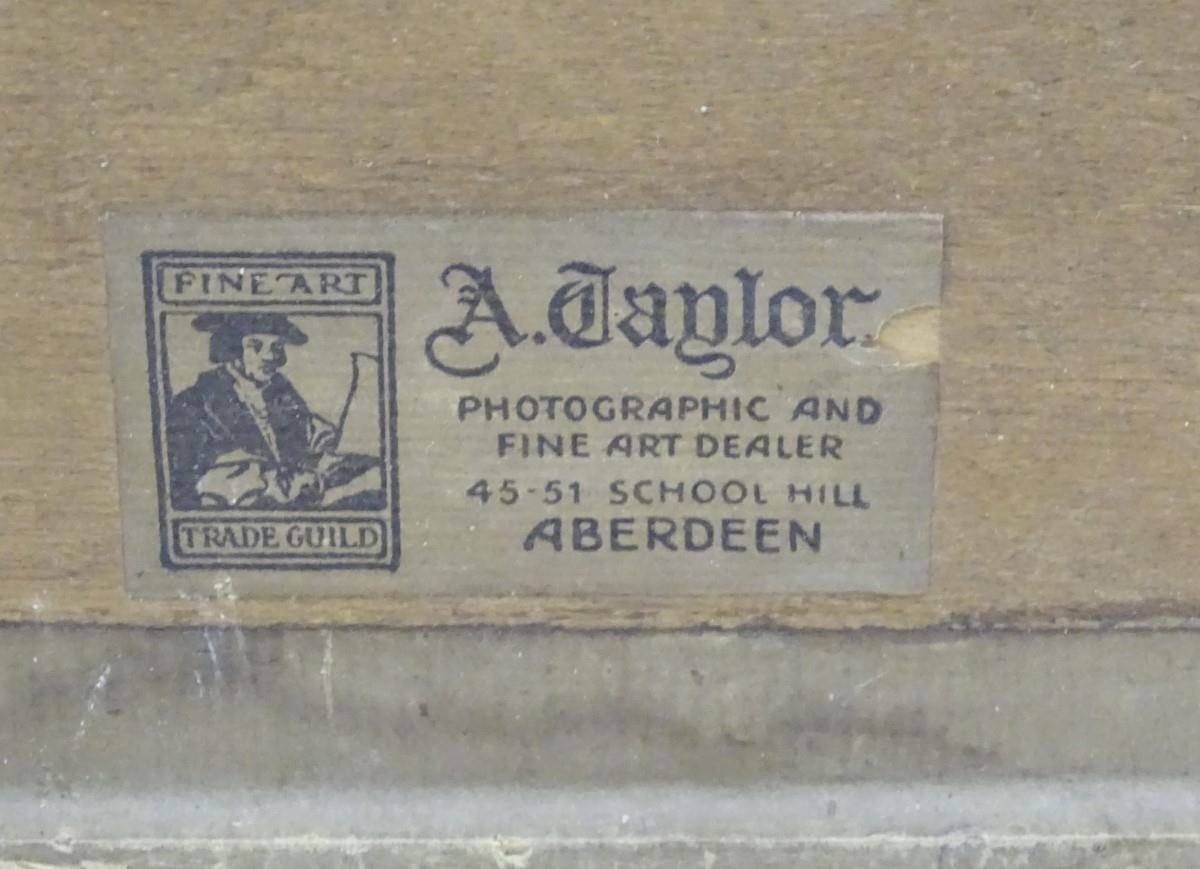 FINE ART
TRADE GUILD
A. Taylor
PHOTOGRAPHIC AND
FINE ART DEALER
45-51 SCHOOL HILL
ABERDEEN